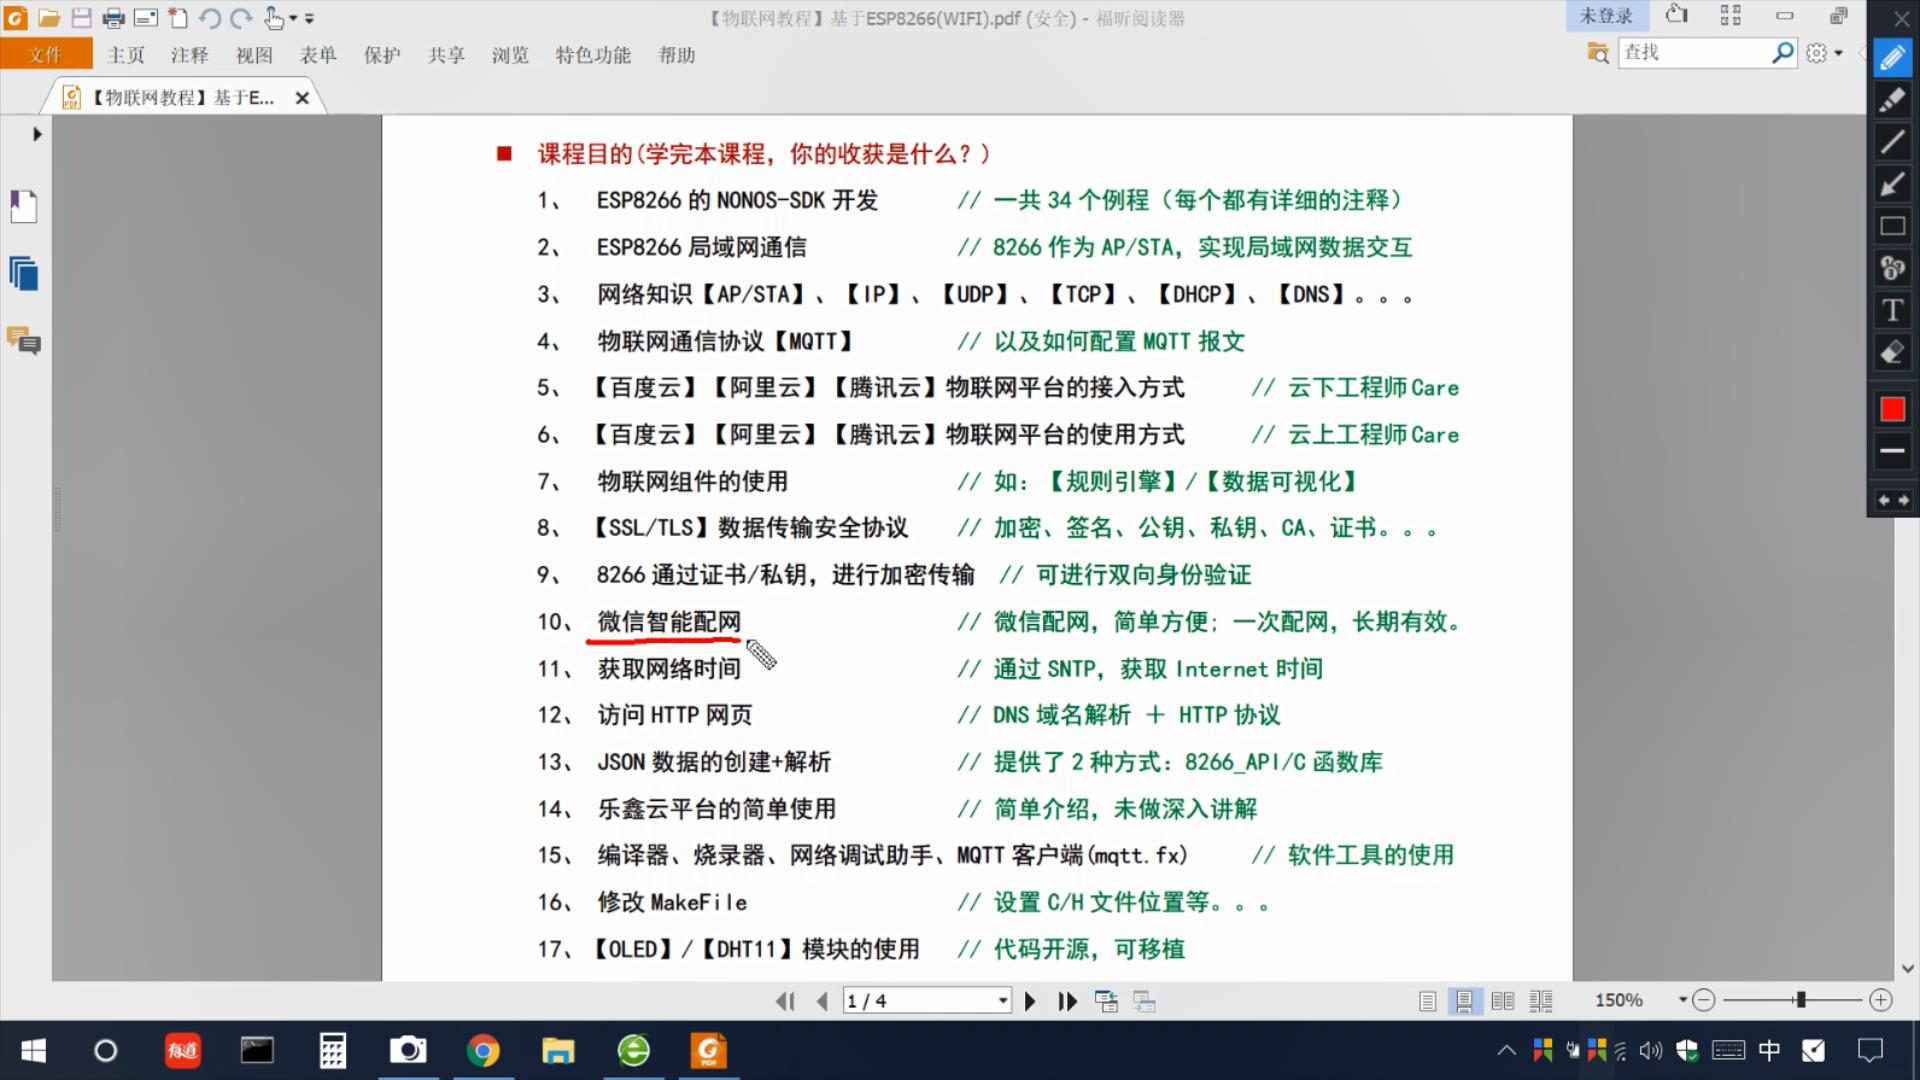 【物联网教程】基于ESP8266(WIFI).pdf (安全) - 福昕阅读器
未登录
文件 主页 注释 视图 表单 保护 共享 浏览 特色功能 帮助
查找
【物联网教程】基于E...
■ 课程目的(学完本课程，你的收获是什么？)
1、 ESP8266 的 NONOS-SDK 开发 // 一共 34 个例程（每个都有详细的注释）
2、 ESP8266 局域网通信 // 8266 作为 AP/STA，实现局域网数据交互
3、 网络知识【AP/STA】、【IP】、【UDP】、【TCP】、【DHCP】、【DNS】。。。
4、 物联网通信协议【MQTT】 // 以及如何配置 MQTT 报文
5、 【百度云】【阿里云】【腾讯云】物联网平台的接入方式 // 云下工程师Care
6、 【百度云】【阿里云】【腾讯云】物联网平台的使用方式 // 云上工程师Care
7、 物联网组件的使用 // 如：【规则引擎】/【数据可视化】
8、 【SSL/TLS】数据传输安全协议 // 加密、签名、公钥、私钥、CA、证书。。。
9、 8266 通过证书/私钥，进行加密传输 // 可进行双向身份验证
10、 微信智能配网 // 微信配网，简单方便；一次配网，长期有效。
11、 获取网络时间 // 通过 SNTP，获取 Internet 时间
12、 访问 HTTP 网页 // DNS 域名解析 ＋ HTTP 协议
13、 JSON 数据的创建+解析 // 提供了 2 种方式：8266_API/C 函数库
14、 乐鑫云平台的简单使用 // 简单介绍，未做深入讲解
15、 编译器、烧录器、网络调试助手、MQTT 客户端(mqtt.fx) // 软件工具的使用
16、 修改 MakeFile // 设置 C/H 文件位置等。。。
17、 【OLED】/【DHT11】模块的使用 // 代码开源，可移植
1 / 4
150%
有道
PDF
中